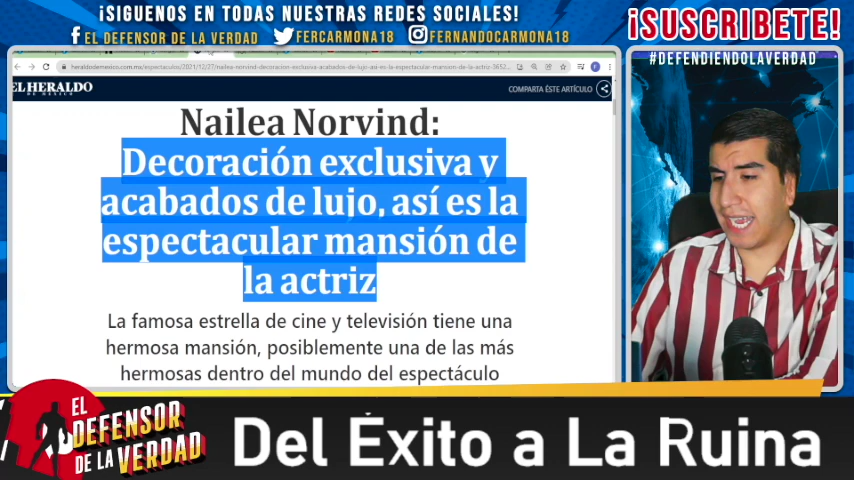 ¡SIGUENOS EN TODAS NUESTRAS REDES SOCIALES!
EL DEFENSOR DE LA VERDAD FERCARMONA18 FERNANDOCARMONA18
¡SUSCRIBETE!
#DEFENDIENDOLAVERDAD
EL HERALDO
DE MÉXICO
COMPARTA ÉSTE ARTÍCULO
Nailea Norvind:
Decoración exclusiva y
acabados de lujo, así es la
espectacular mansión de
la actriz
La famosa estrella de cine y televisión tiene una
hermosa mansión, posiblemente una de las más
hermosas dentro del mundo del espectáculo
EL
DEFENSOR
DE LA VERDAD
Del Éxito a La Ruina